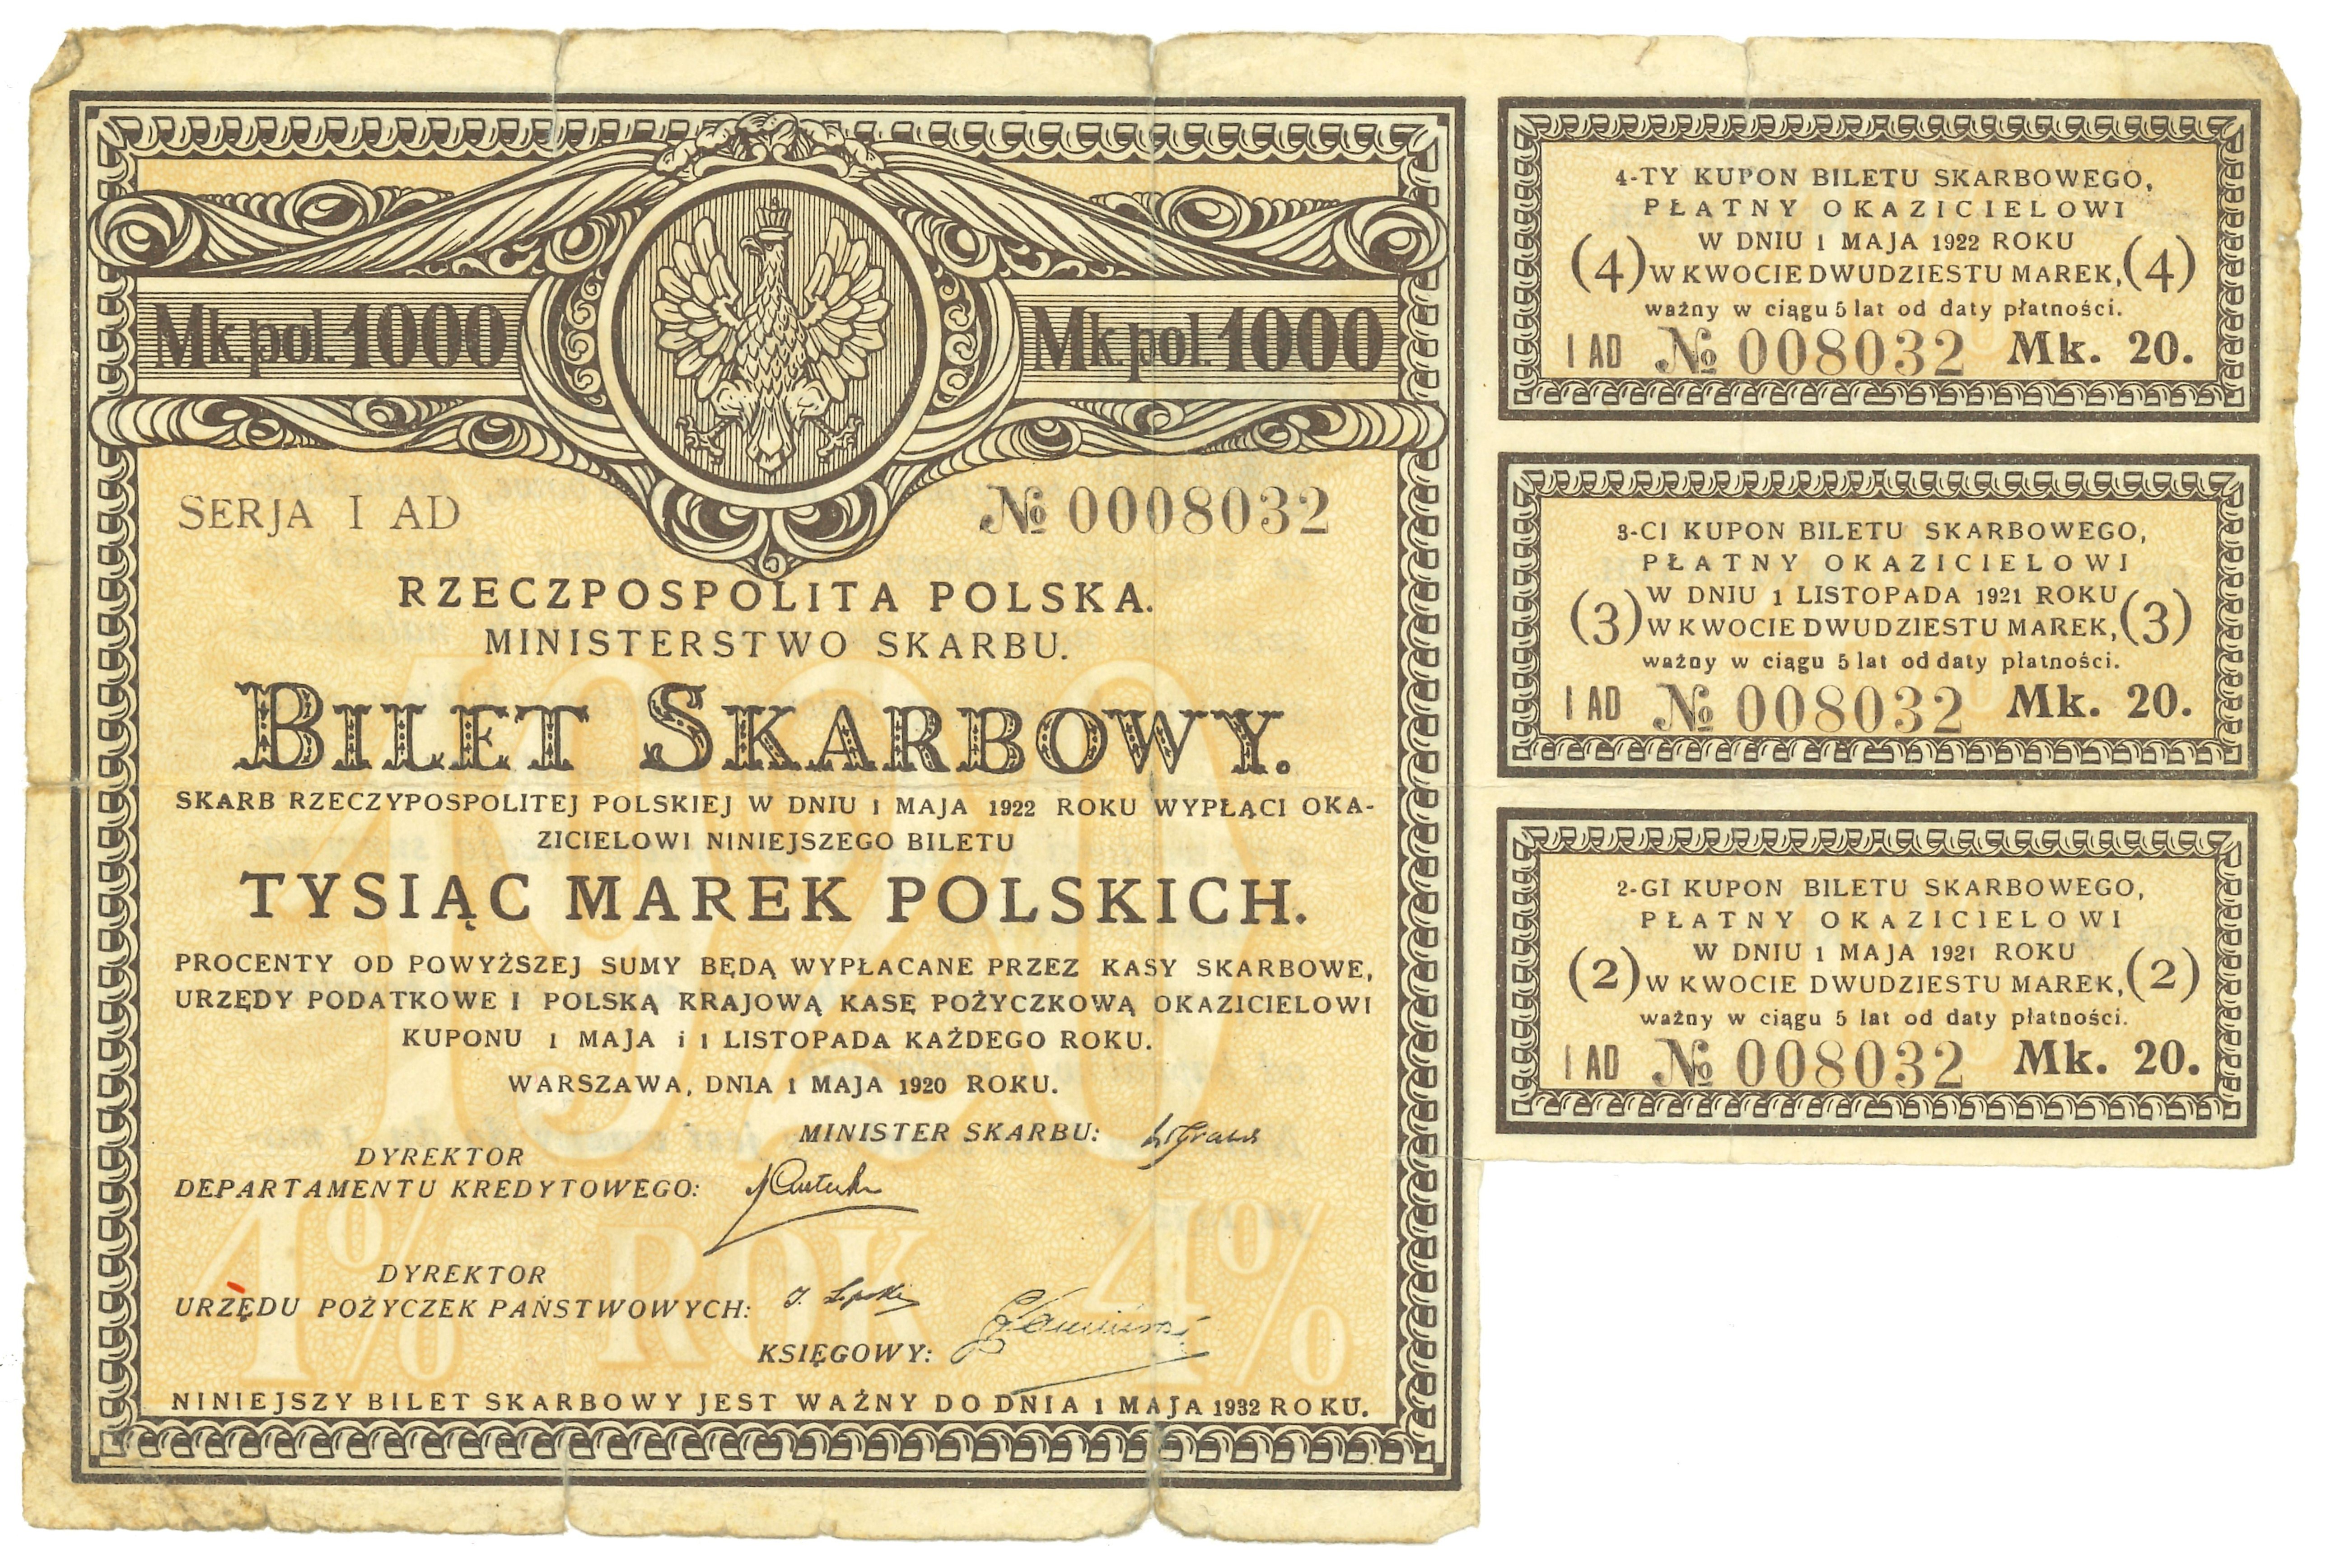 Mk. pol. 1000 Mk. pol. 1000
SERJA I AD № 0008032
RZECZPOSPOLITA POLSKA.
MINISTERSTWO SKARBU.
BILET SKARBOWY.
SKARB RZECZYPOSPOLITEJ POLSKIEJ W DNIU 1 MAJA 1922 ROKU WYPŁACI OKA-
ZICIELOWI NINIEJSZEGO BILETU
TYSIĄC MAREK POLSKICH.
PROCENTY OD POWYŻSZEJ SUMY BĘDĄ WYPŁACANE PRZEZ KASY SKARBOWE,
URZĘDY PODATKOWE I POLSKĄ KRAJOWĄ KASĘ POŻYCZKOWĄ OKAZICIELOWI
KUPONU 1 MAJA i 1 LISTOPADA KAŻDEGO ROKU.
WARSZAWA, DNIA 1 MAJA 1920 ROKU.
MINISTER SKARBU:
DYREKTOR
DEPARTAMENTU KREDYTOWEGO:
DYREKTOR
URZĘDU POŻYCZEK PAŃSTWOWYCH:
KSIĘGOWY:
1920
4% ROK 4%
NINIEJSZY BILET SKARBOWY JEST WAŻNY DO DNIA 1 MAJA 1932 ROKU.
4-TY KUPON BILETU SKARBOWEGO,
PŁATNY OKAZICIELOWI
W DNIU 1 MAJA 1922 ROKU
(4) W KWOCIE DWUDZIESTU MAREK, (4)
ważny w ciągu 5 lat od daty płatności.
I AD № 008032 Mk. 20.
3-CI KUPON BILETU SKARBOWEGO,
PŁATNY OKAZICIELOWI
W DNIU 1 LISTOPADA 1921 ROKU
(3) W KWOCIE DWUDZIESTU MAREK, (3)
ważny w ciągu 5 lat od daty płatności.
I AD № 008032 Mk. 20.
2-GI KUPON BILETU SKARBOWEGO,
PŁATNY OKAZICIELOWI
W DNIU 1 MAJA 1921 ROKU
(2) W KWOCIE DWUDZIESTU MAREK, (2)
ważny w ciągu 5 lat od daty płatności.
I AD № 008032 Mk. 20.